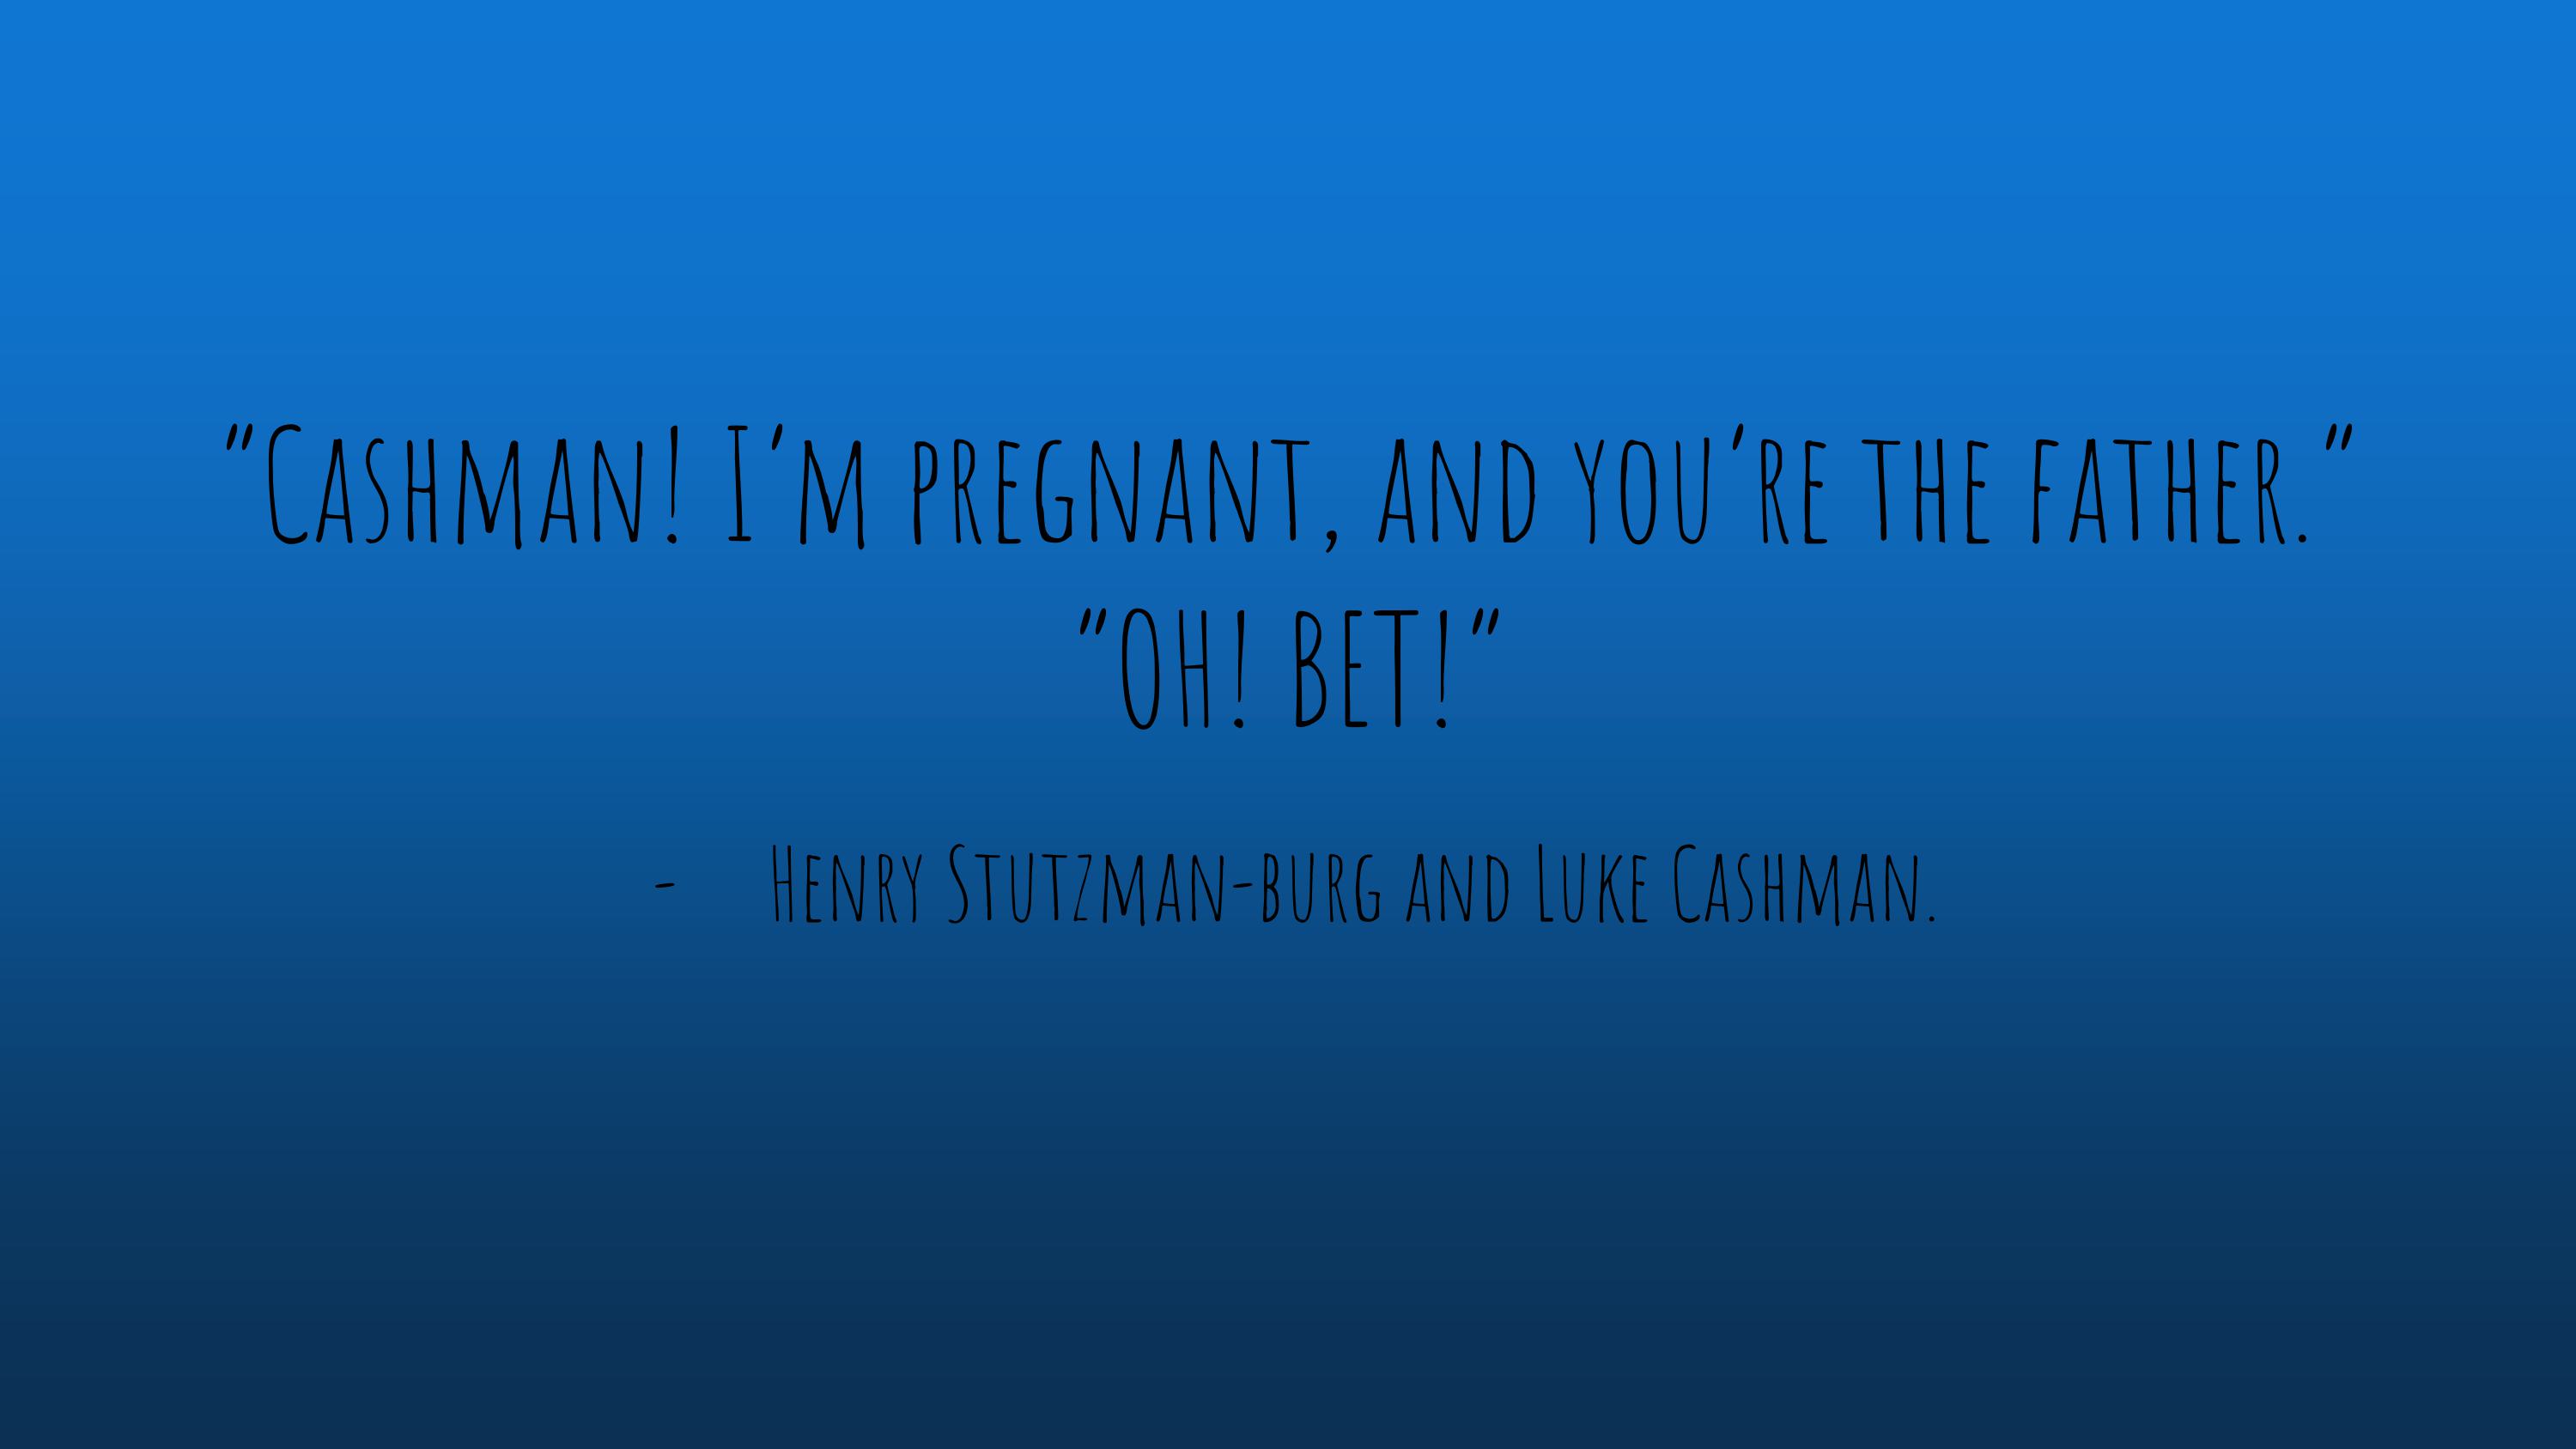 "Cashman! I'm pregnant, and you're the father."
"OH! BET!"
- Henry Stutzman-burg and Luke Cashman.